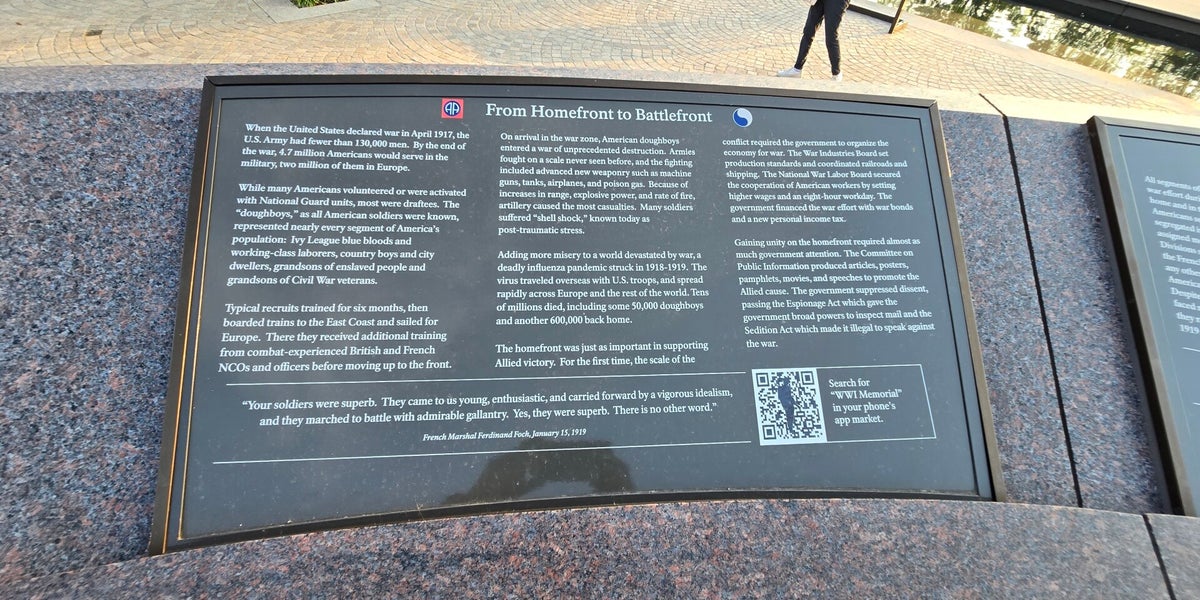 AA
From Homefront to Battlefront
When the United States declared war in April 1917, the
U.S. Army had fewer than 130,000 men. By the end of
the war, 4.7 million Americans would serve in the
military, two million of them in Europe.
While many Americans volunteered or were activated
with National Guard units, most were draftees. The
"doughboys," as all American soldiers were known,
represented nearly every segment of America's
population: Ivy League blue bloods and
working-class laborers, country boys and city
dwellers, grandsons of enslaved people and
grandsons of Civil War veterans.
Typical recruits trained for six months, then
boarded trains to the East Coast and sailed for
Europe. There they received additional training
from combat-experienced British and French
NCOs and officers before moving up to the front.
On arrival in the war zone, American doughboys
entered a war of unprecedented destruction. Armies
fought on a scale never seen before, and the fighting
included advanced new weaponry such as machine
guns, tanks, airplanes, and poison gas. Because of
increases in range, explosive power, and rate of fire,
artillery caused the most casualties. Many soldiers
suffered "shell shock," known today as
post-traumatic stress.
Adding more misery to a world devastated by war, a
deadly influenza pandemic struck in 1918-1919. The
virus traveled overseas with U.S. troops, and spread
rapidly across Europe and the rest of the world. Tens
of millions died, including some 50,000 doughboys
and another 600,000 back home.
The homefront was just as important in supporting
Allied victory. For the first time, the scale of the
conflict required the government to organize the
economy for war. The War Industries Board set
production standards and coordinated railroads and
shipping. The National War Labor Board secured
the cooperation of American workers by setting
higher wages and an eight-hour workday. The
government financed the war effort with war bonds
and a new personal income tax.
Gaining unity on the homefront required almost as
much government attention. The Committee on
Public Information produced articles, posters,
pamphlets, movies, and speeches to promote the
Allied cause. The government suppressed dissent,
passing the Espionage Act which gave the
government broad powers to inspect mail and the
Sedition Act which made it illegal to speak against
the war.
"Your soldiers were superb. They came to us young, enthusiastic, and carried forward by a vigorous idealism,
and they marched to battle with admirable gallantry. Yes, they were superb. There is no other word."
French Marshal Ferdinand Foch, January 15, 1919
Search for
"WWI Memorial"
in your phone's
app market.
All segments
war effort
home and
Americans
segregated
assigned
Divisions
the French
any other
American
Despite
faced
they
1919